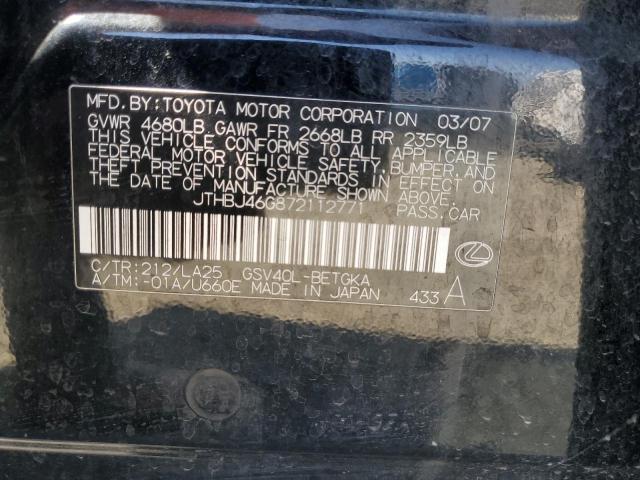 MFD.BY:TOYOTA MOTOR CORPORATION 03/07
GVWR 4680LB GAWR FR 2668LB RR 2359LB
THIS VEHICLE CONFORMS TO ALL APPLICABLE
FEDERAL MOTOR VEHICLE SAFETY, BUMPER, AND
THEFT PREVENTION STANDARDS IN EFFECT ON
THE DATE OF MANUFACTURE SHOWN ABOVE.
JTHBJ46G872112771 PASS.CAR
C/TR:212/LA25 GSV40L-BETGKA
A/TM:-01A/U660E MADE IN JAPAN 433 A